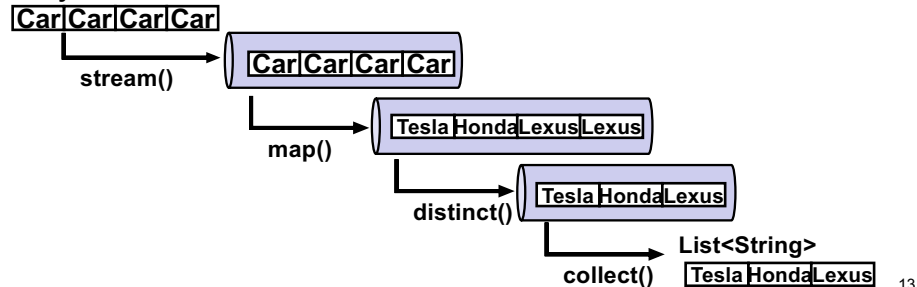 Car Car Car Car
stream()
Car Car Car Car
map()
Tesla Honda Lexus Lexus
distinct()
Tesla Honda Lexus
collect()
List<String>
Tesla Honda Lexus
13